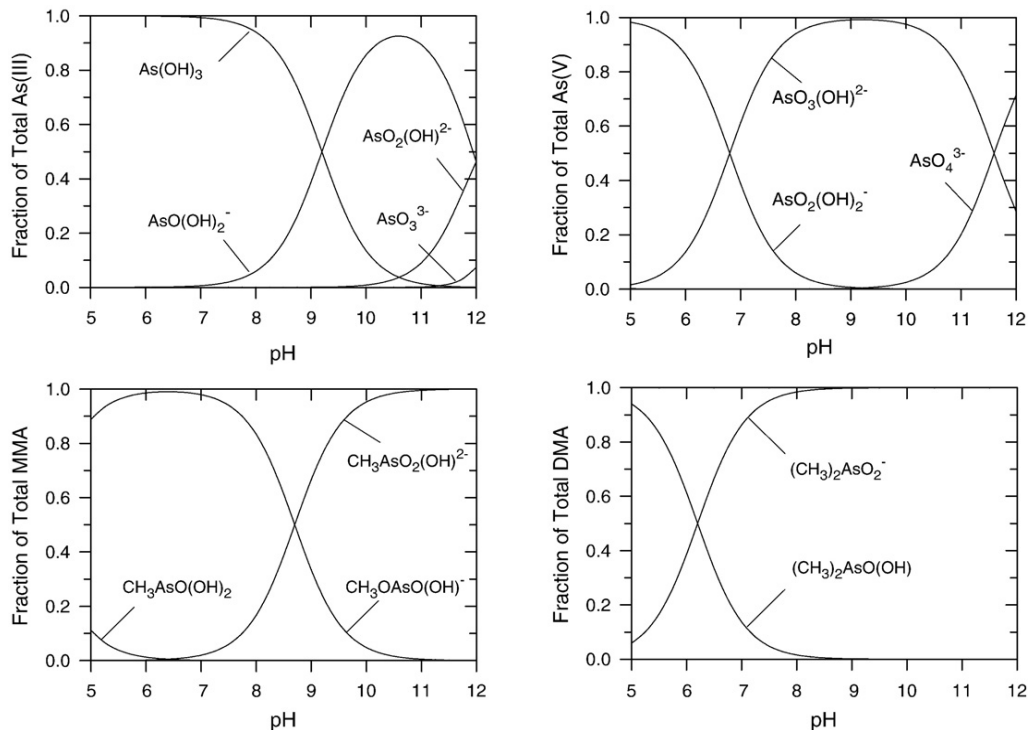 Fraction of Total As(III)
1.0
0.8
0.6
0.4
0.2
0.0
As(OH)₃
AsO₂(OH)²⁻
AsO(OH)₂⁻
AsO₃³⁻
5 6 7 8 9 10 11 12
pH
Fraction of Total As(V)
1.0
0.8
0.6
0.4
0.2
0.0
AsO₃(OH)²⁻
AsO₄³⁻
AsO₂(OH)₂⁻
5 6 7 8 9 10 11 12
pH
Fraction of Total MMA
1.0
0.8
0.6
0.4
0.2
0.0
CH₃AsO₂(OH)²⁻
CH₃AsO(OH)₂
CH₃OAsO(OH)⁻
5 6 7 8 9 10 11 12
pH
Fraction of Total DMA
1.0
0.8
0.6
0.4
0.2
0.0
(CH₃)₂AsO₂⁻
(CH₃)₂AsO(OH)
5 6 7 8 9 10 11 12
pH